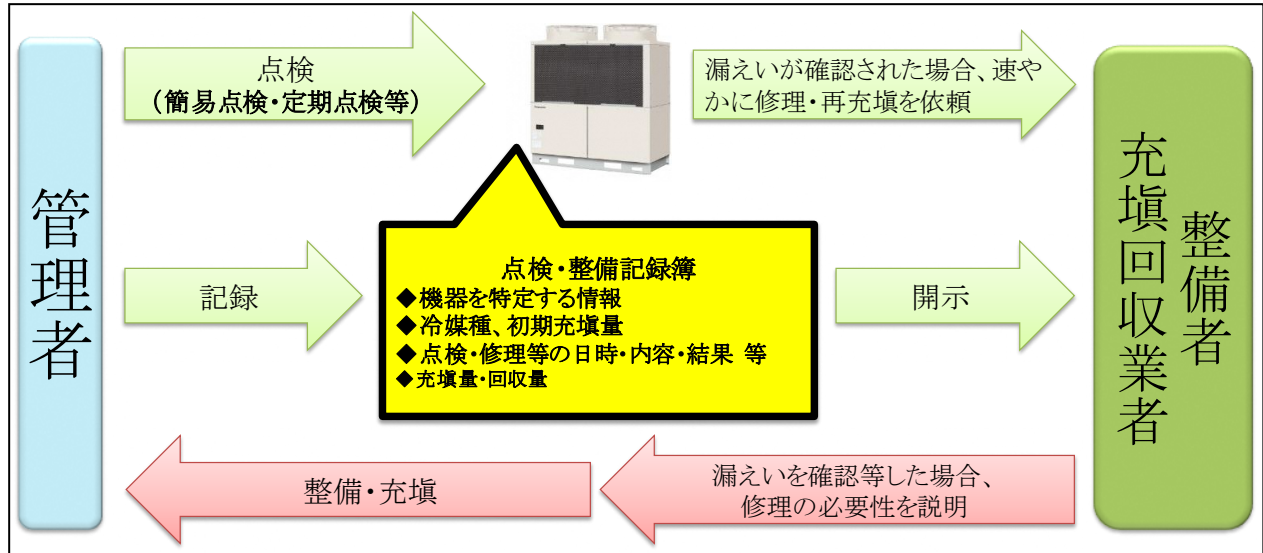 管理者
点検
（簡易点検・定期点検等）
漏えいが確認された場合、速や
かに修理・再充塡を依頼
記録
点検・整備記録簿
◆機器を特定する情報
◆冷媒種、初期充塡量
◆点検・修理等の日時・内容・結果 等
◆充塡量・回収量
開示
整備者
充塡回収業者
漏えいを確認等した場合、
修理の必要性を説明
整備・充塡